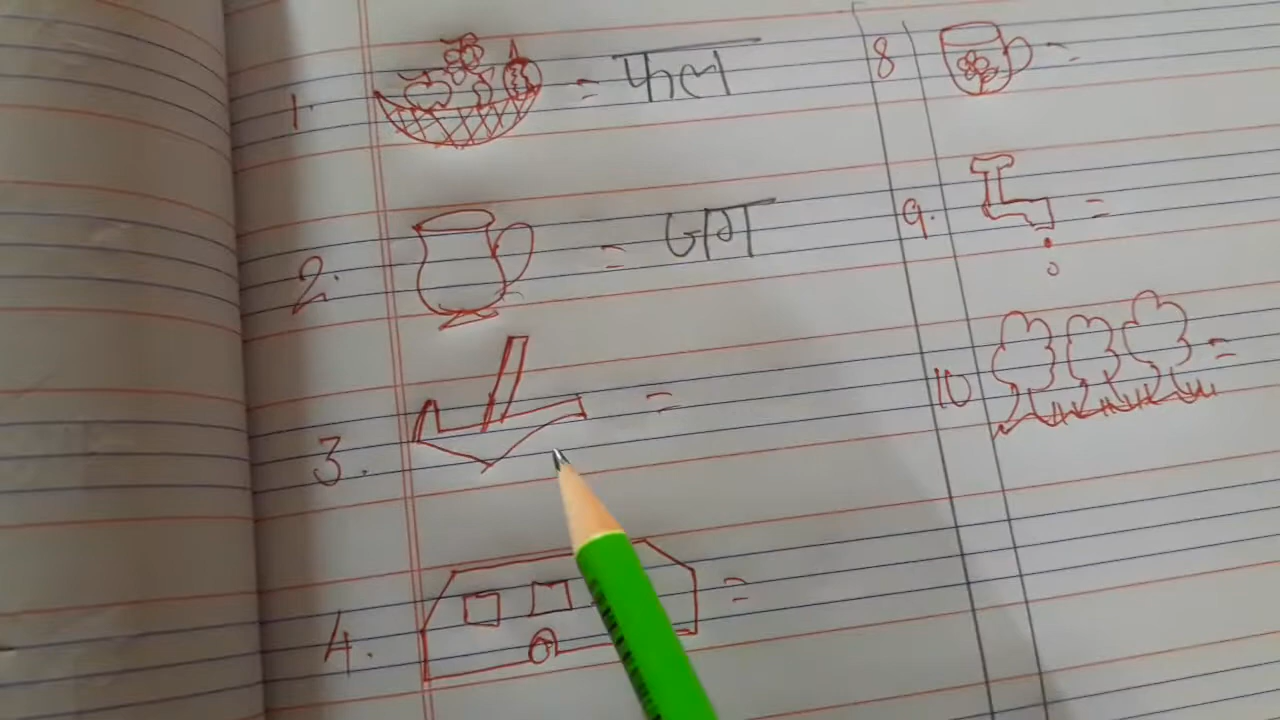 1. = फल
2. = जग
3. =
4. =
8 =
9. =
10 =